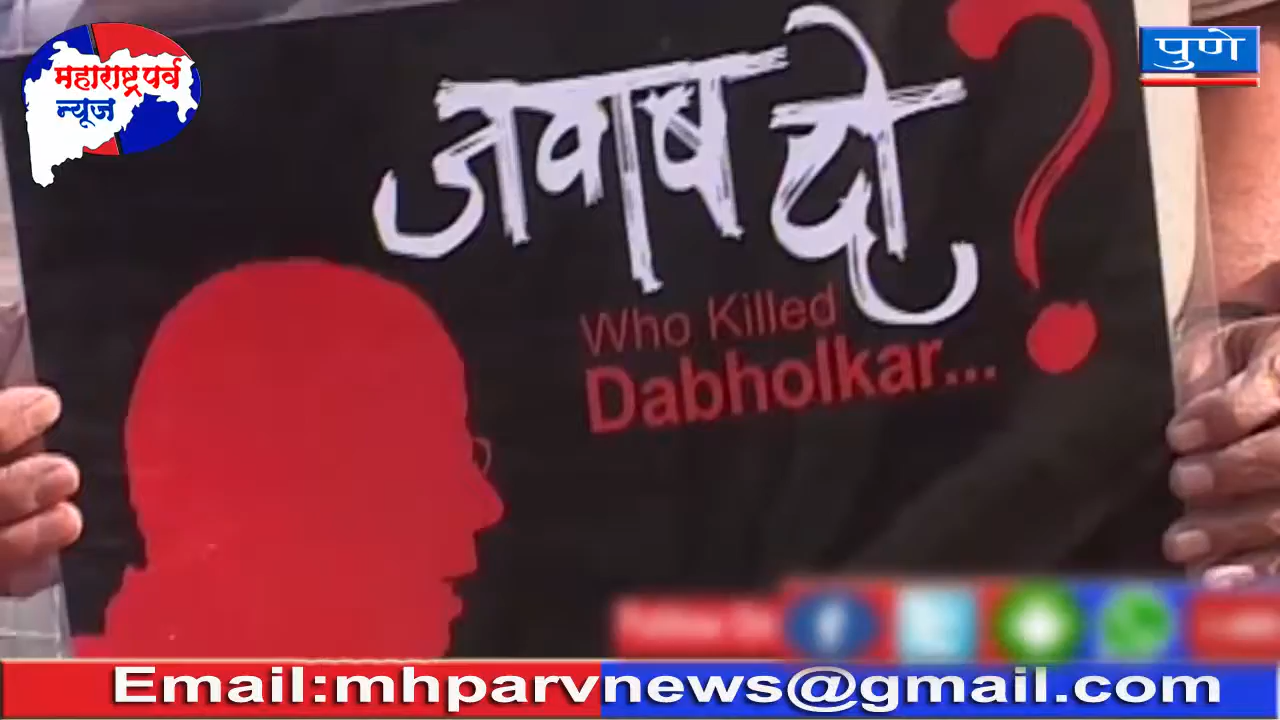 महाराष्ट्र पर्व
न्यूज
पुणे
जवाब दो?
Who Killed
Dabholkar...
Email:mhparvnews@gmail.com